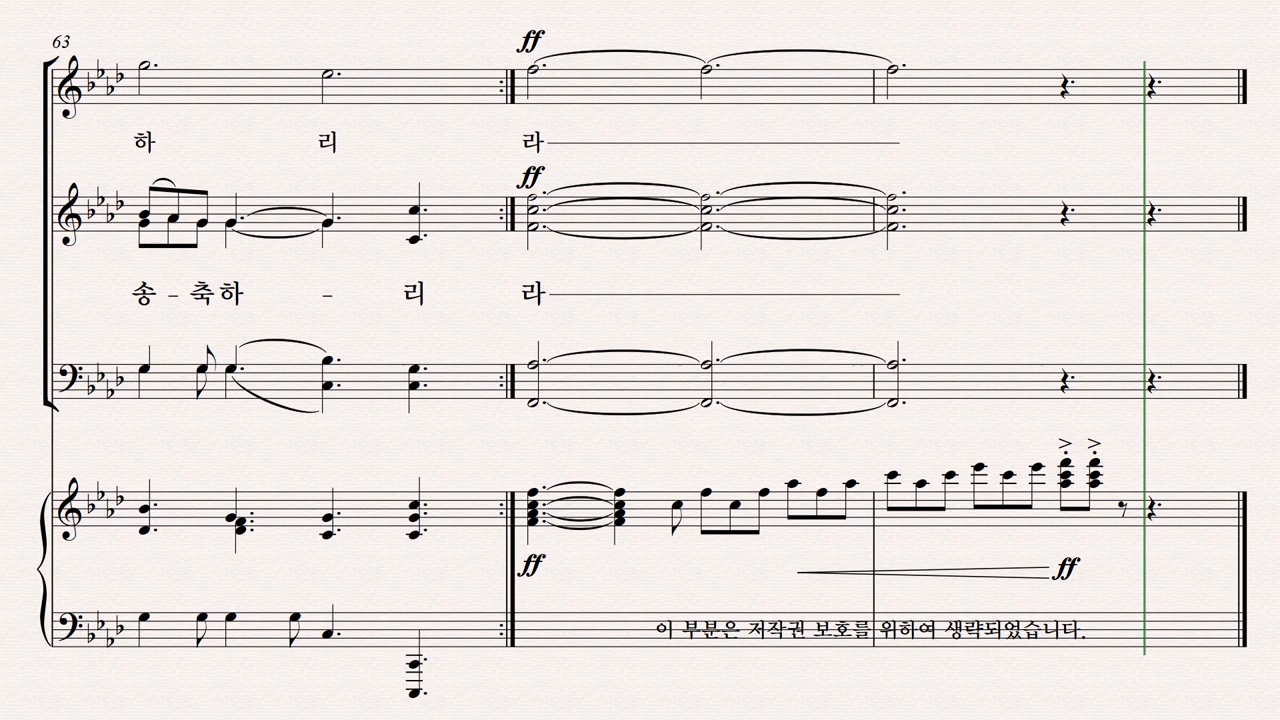 63
ff
하 리 라
ff
송 - 축 하 - 리 라
ff
ff
이 부분은 저작권 보호를 위하여 생략되었습니다.